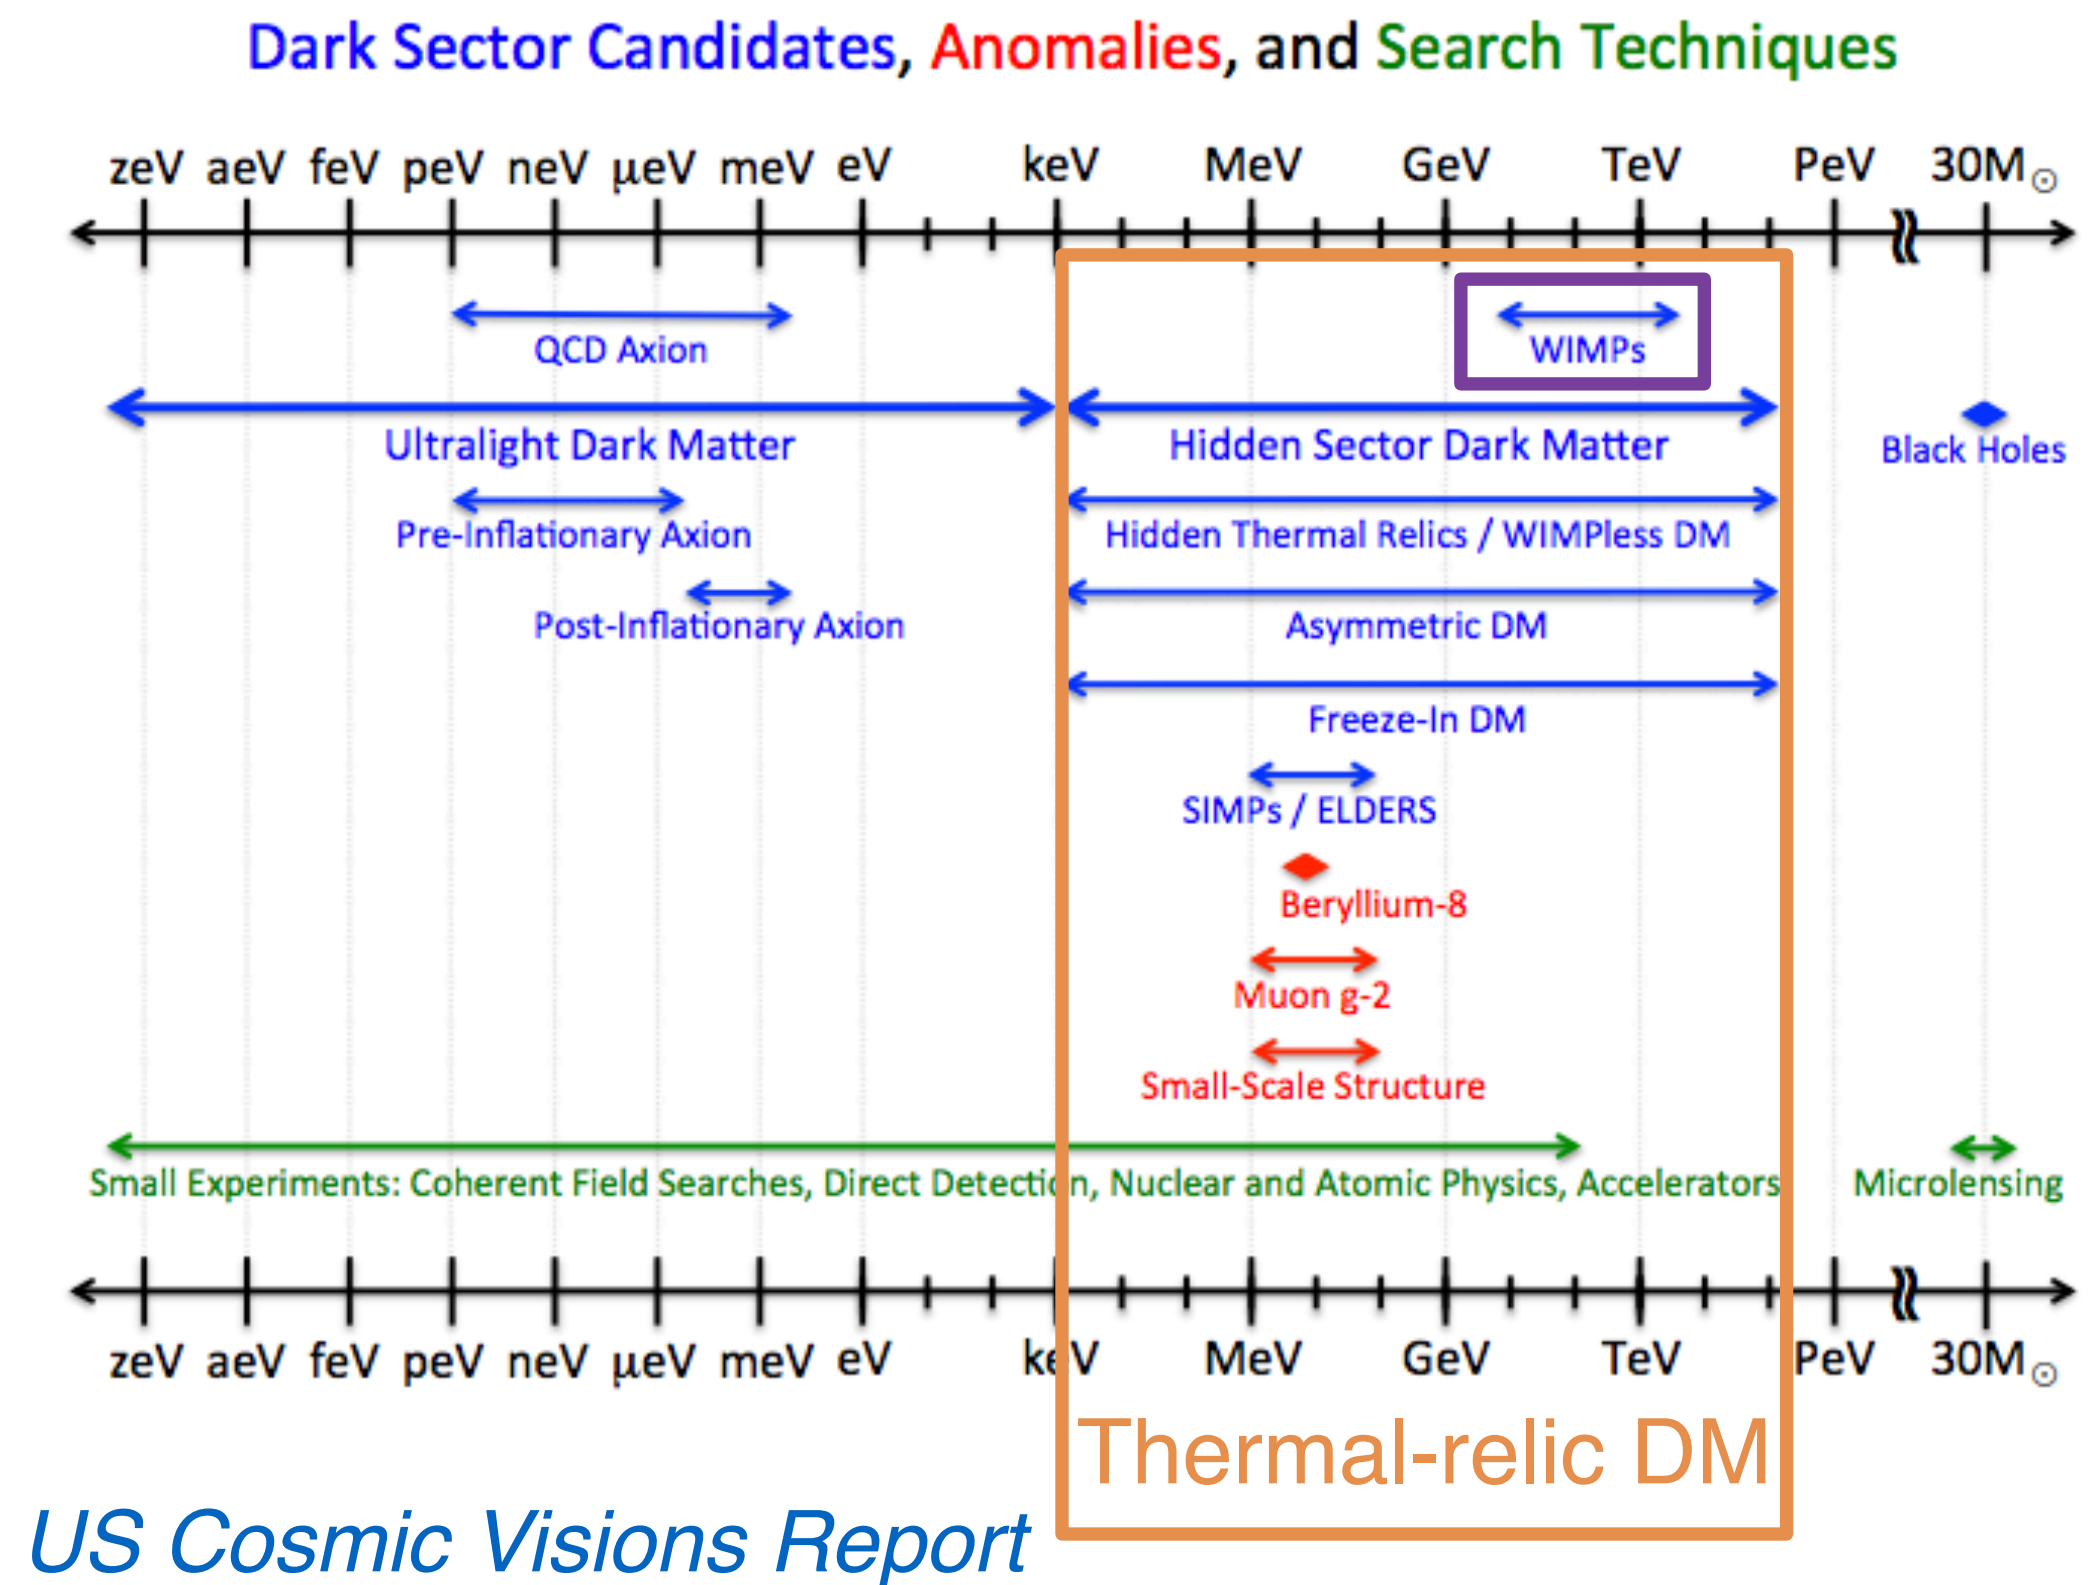 Dark Sector Candidates, Anomalies, and Search Techniques
zeV aeV feV peV neV μeV meV eV keV MeV GeV TeV PeV 30M⊙
QCD Axion WIMPs
Ultralight Dark Matter Hidden Sector Dark Matter Black Holes
Pre-Inflationary Axion Hidden Thermal Relics / WIMPless DM
Post-Inflationary Axion Asymmetric DM
Freeze-In DM
SIMPs / ELDERS
Beryllium-8
Muon g-2
Small-Scale Structure
Small Experiments: Coherent Field Searches, Direct Detection, Nuclear and Atomic Physics, Accelerators Microlensing
zeV aeV feV peV neV μeV meV eV keV MeV GeV TeV PeV 30M⊙
Thermal-relic DM
US Cosmic Visions Report